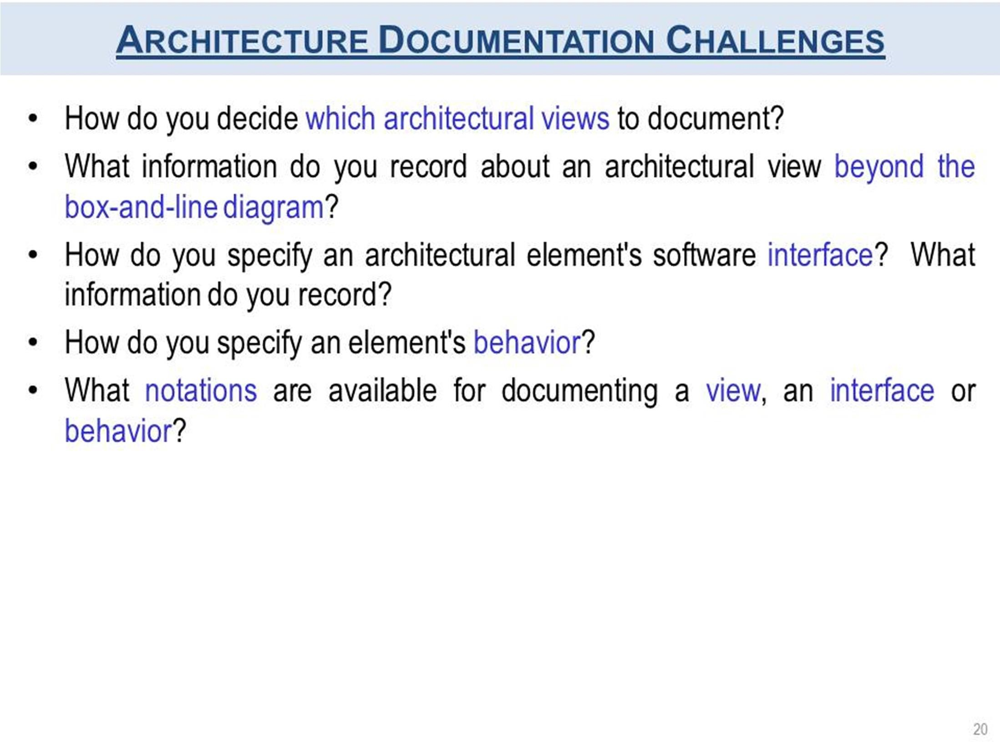 ARCHITECTURE DOCUMENTATION CHALLENGES
• How do you decide which architectural views to document?
• What information do you record about an architectural view beyond the
box-and-line diagram?
• How do you specify an architectural element's software interface? What
information do you record?
• How do you specify an element's behavior?
• What notations are available for documenting a view, an interface or
behavior?
20